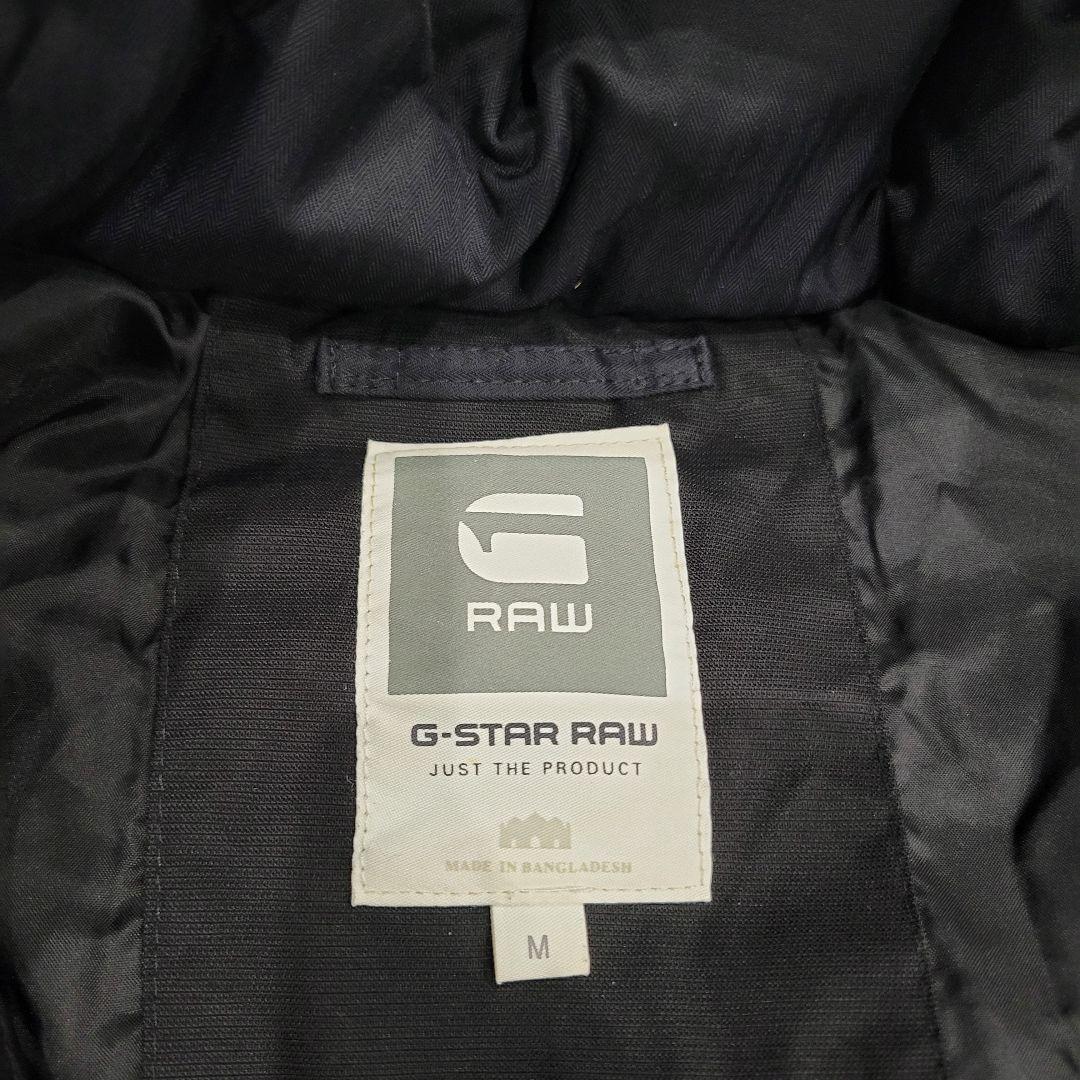 G
RAW
G-STAR RAW
JUST THE PRODUCT
MADE IN BANGLADESH
M